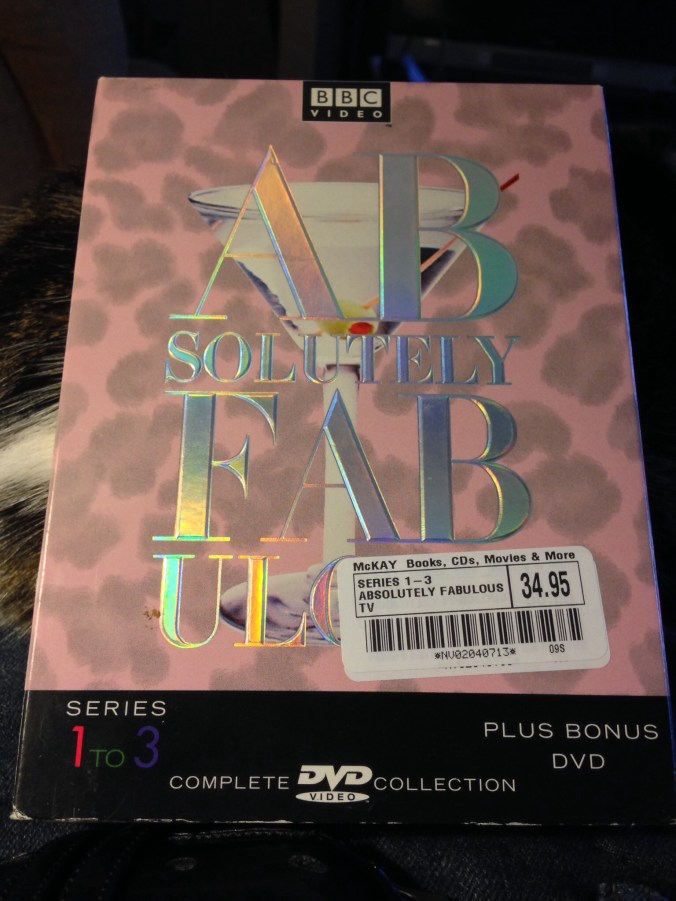 BBC
VIDEO
AB
SOLUTELY
FAB
UL
McKAY Books, CDs, Movies & More
SERIES 1-3
ABSOLUTELY FABULOUS
TV
34.95
*NV02040713*
09S
SERIES
1 TO 3
PLUS BONUS
DVD
COMPLETE DVD VIDEO COLLECTION